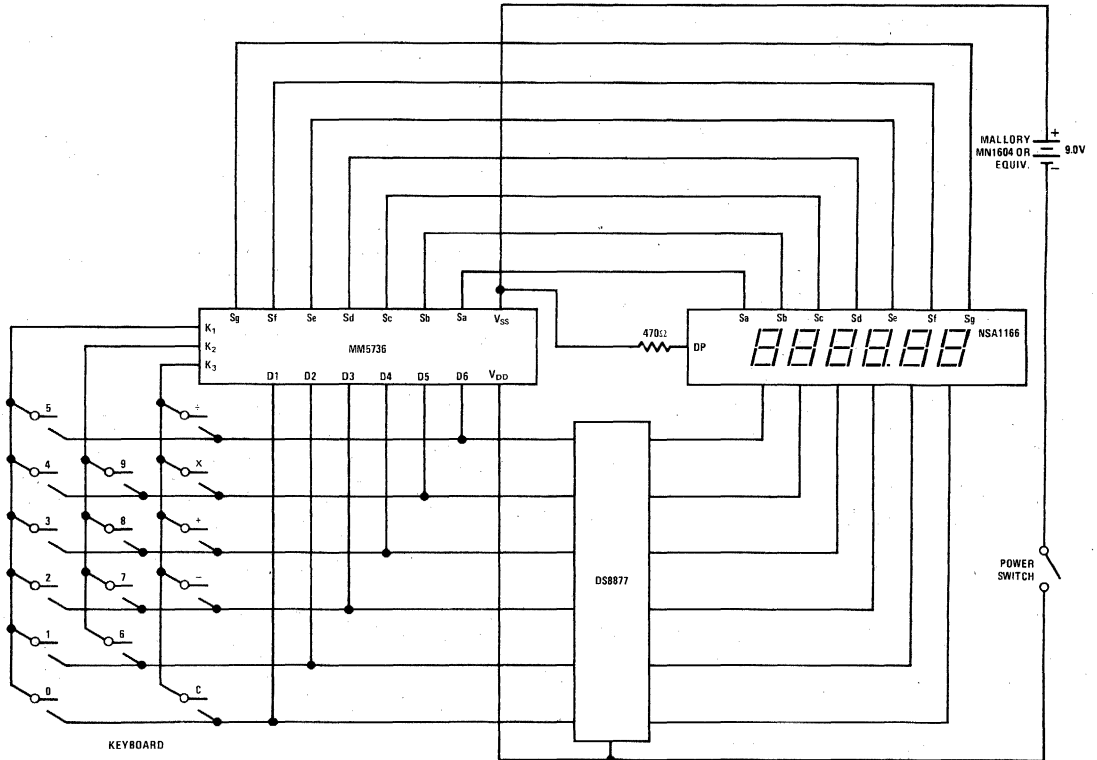 MALLORY
MN1604 OR
EQUIV.
+
9.0V
−
Sg Sf Se Sd Sc Sb Sa VSS
K1
K2
K3
MM5736
D1 D2 D3 D4 D5 D6 VDD
470Ω
Sa Sb Sc Sd Se Sf Sg
NSA1166
DP
888888.88
5 ÷
4 9 X
3 8 +
2 7 −
1 6
0 C
DS8877
POWER
SWITCH
KEYBOARD